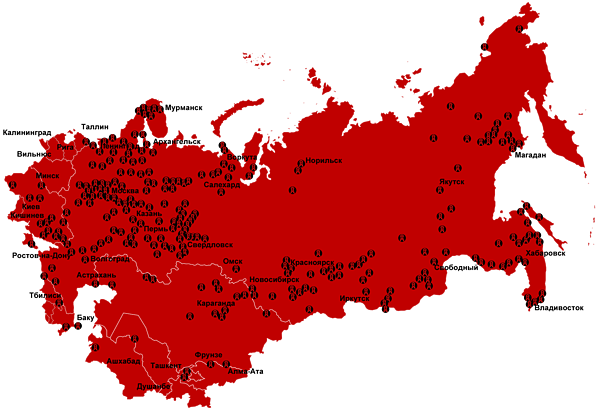 Мурманск
Таллин
Калининград
Рига
Ленинград
Архангельск
Вильнюс
Воркута
Норильск
Магадан
Минск
Салехард
Якутск
Москва
Киев
Казань
Кишинев
Пермь
Свердловск
Ростов-на-Дону
Волгоград
Хабаровск
Омск
Красноярск
Свободный
Астрахань
Новосибирск
Тбилиси
Караганда
Иркутск
Владивосток
Баку
Фрунзе
Ашхабад
Ташкент
Алма-Ата
Душанбе